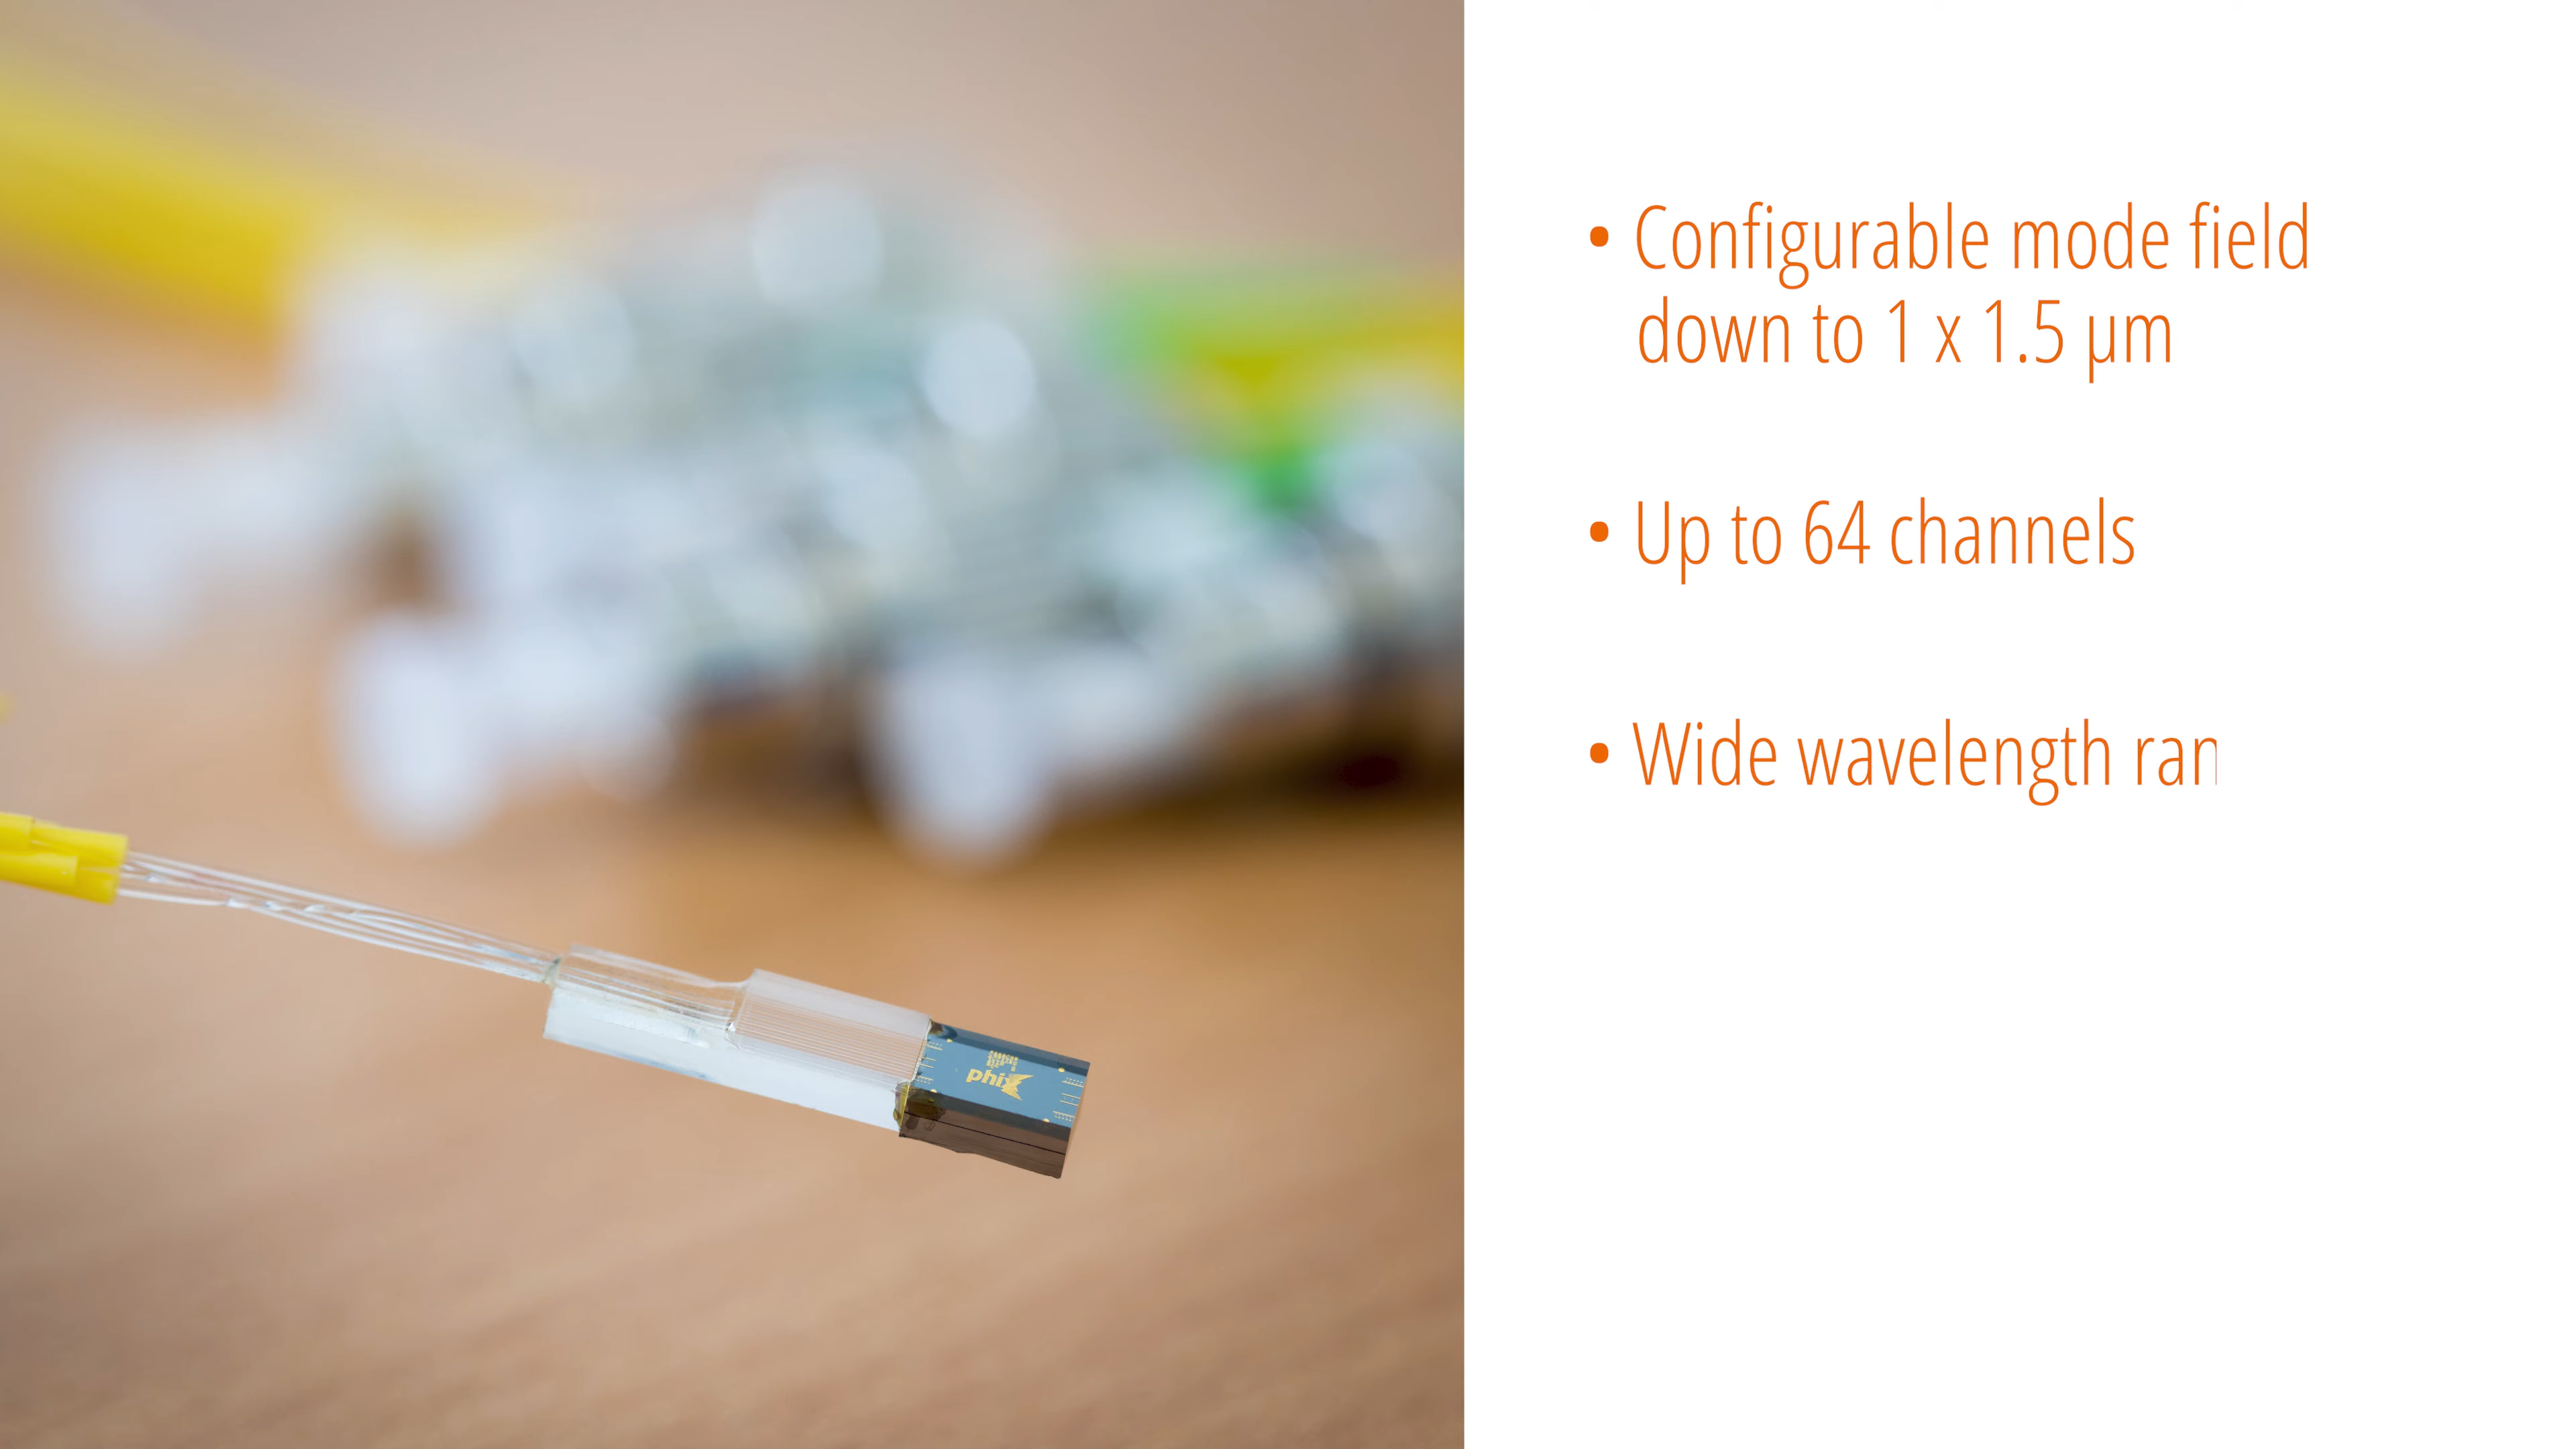 • Configurable mode field
down to 1 x 1.5 µm
• Up to 64 channels
• Wide wavelength ran
phix